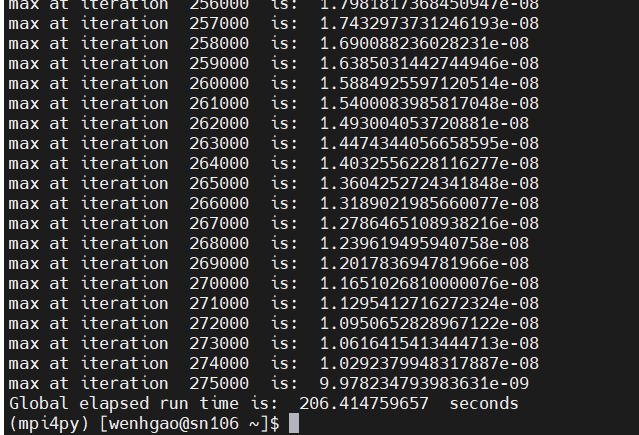 max at iteration  256000  is:  1.7981817368450947e-08
max at iteration  257000  is:  1.7432973731246193e-08
max at iteration  258000  is:  1.690088236028231e-08
max at iteration  259000  is:  1.6385031442744946e-08
max at iteration  260000  is:  1.5884925597120514e-08
max at iteration  261000  is:  1.5400083985817048e-08
max at iteration  262000  is:  1.493004053720881e-08
max at iteration  263000  is:  1.4474344056658595e-08
max at iteration  264000  is:  1.4032556228116277e-08
max at iteration  265000  is:  1.3604252724341848e-08
max at iteration  266000  is:  1.3189021985660077e-08
max at iteration  267000  is:  1.2786465108938216e-08
max at iteration  268000  is:  1.239619495940758e-08
max at iteration  269000  is:  1.201783694781966e-08
max at iteration  270000  is:  1.1651026810000076e-08
max at iteration  271000  is:  1.1295412716272324e-08
max at iteration  272000  is:  1.0950652828967122e-08
max at iteration  273000  is:  1.0616415413444713e-08
max at iteration  274000  is:  1.0292379948317887e-08
max at iteration  275000  is:  9.978234793983631e-09
Global elapsed run time is:  206.414759657  seconds
(mpi4py) [wenhgao@sn106 ~]$